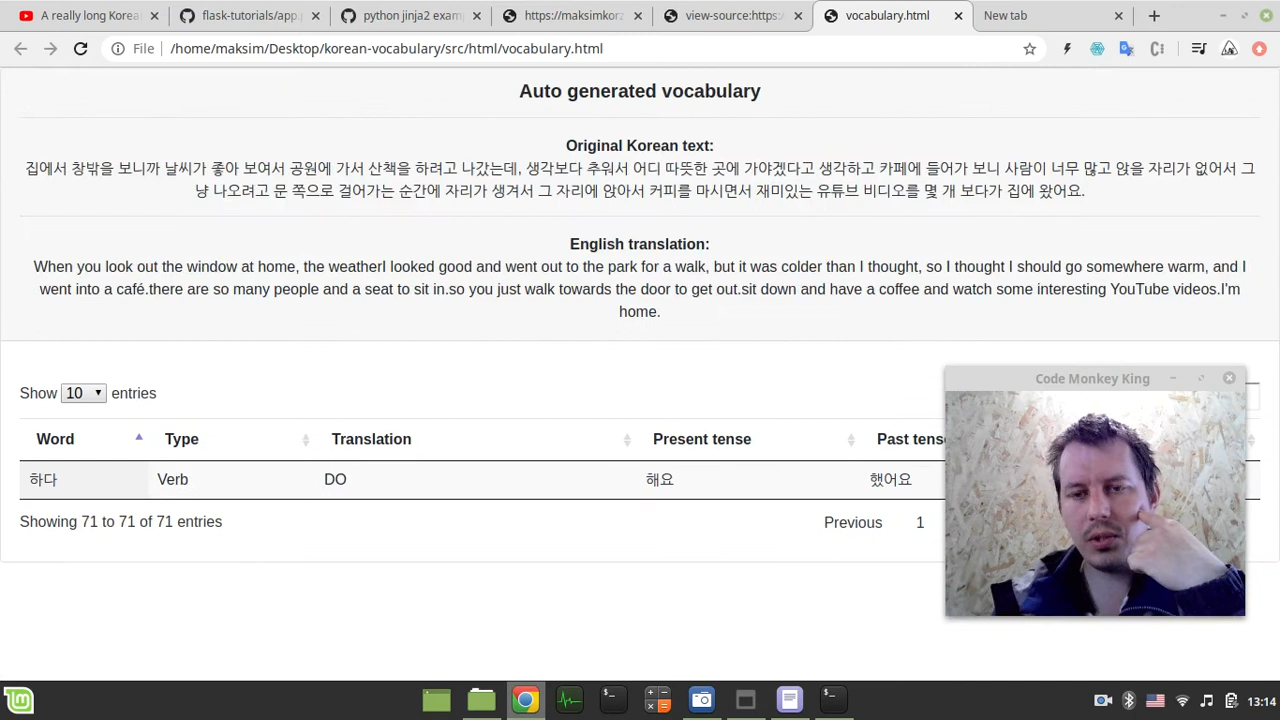 A really long Korean
flask-tutorials/app.
python jinja2 exam
https://maksimkorz
view-source:https:
vocabulary.html
New tab
File
/home/maksim/Desktop/korean-vocabulary/src/html/vocabulary.html
Auto generated vocabulary
Original Korean text:
집에서 창밖을 보니까 날씨가 좋아 보여서 공원에 가서 산책을 하려고 나갔는데, 생각보다 추워서 어디 따뜻한 곳에 가야겠다고 생각하고 카페에 들어가 보니 사람이 너무 많고 앉을 자리가 없어서 그
냥 나오려고 문 쪽으로 걸어가는 순간에 자리가 생겨서 그 자리에 앉아서 커피를 마시면서 재미있는 유튜브 비디오를 몇 개 보다가 집에 왔어요.
English translation:
When you look out the window at home, the weatherI looked good and went out to the park for a walk, but it was colder than I thought, so I thought I should go somewhere warm, and I
went into a café.there are so many people and a seat to sit in.so you just walk towards the door to get out.sit down and have a coffee and watch some interesting YouTube videos.I'm
home.
Show 10 entries
Code Monkey King
Word Type Translation Present tense Past tens
하다 Verb DO 해요 했어요
Showing 71 to 71 of 71 entries
Previous 1
13:14